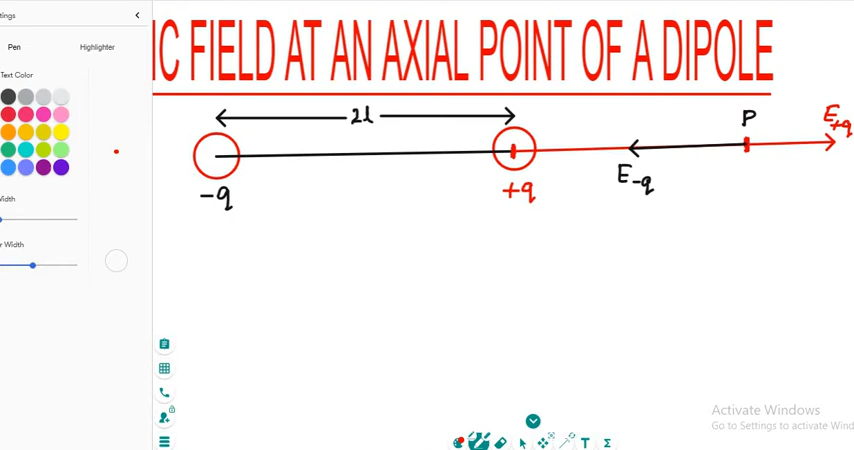 tings
Pen Highlighter
IC FIELD AT AN AXIAL POINT OF A DIPOLE
Text Color
2l
P
E+q
E-q
-q
+q
Width
r Width
T Σ
Activate Windows
Go to Settings to activate Wind